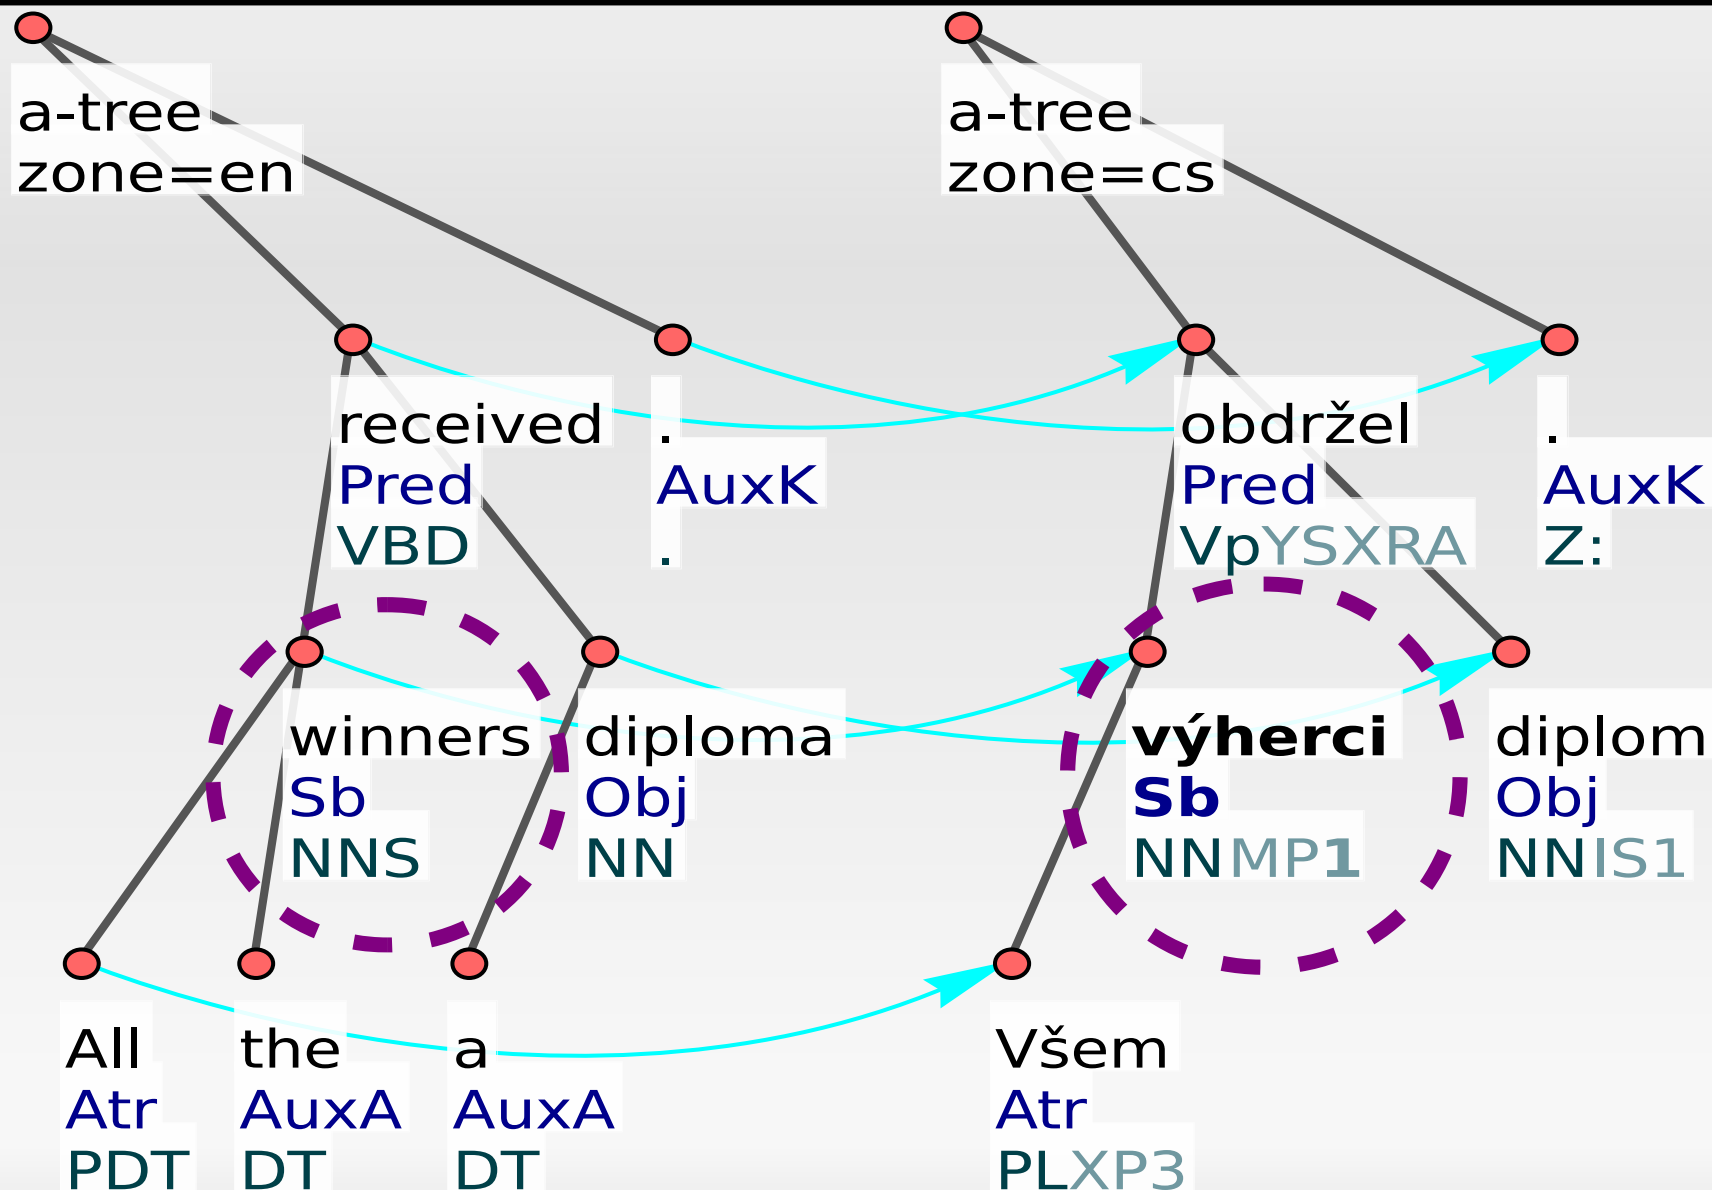 a-tree
zone=en
a-tree
zone=cs
received
Pred
VBD
.
AuxK
.
obdržel
Pred
VpYSXRA
.
AuxK
Z:
winners
Sb
NNS
diploma
Obj
NN
výherci
Sb
NNMP1
diplom
Obj
NNIS1
All
Atr
PDT
the
AuxA
DT
a
AuxA
DT
Všem
Atr
PLXP3